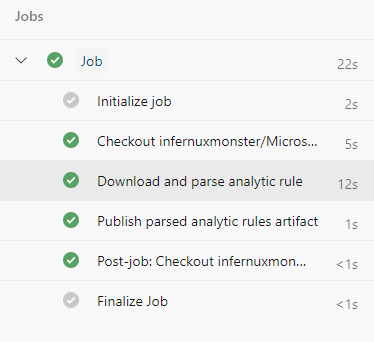 Jobs
Job 22s
Initialize job 2s
Checkout infernuxmonster/Micros... 5s
Download and parse analytic rule 12s
Publish parsed analytic rules artifact 1s
Post-job: Checkout infernuxmon... <1s
Finalize Job <1s